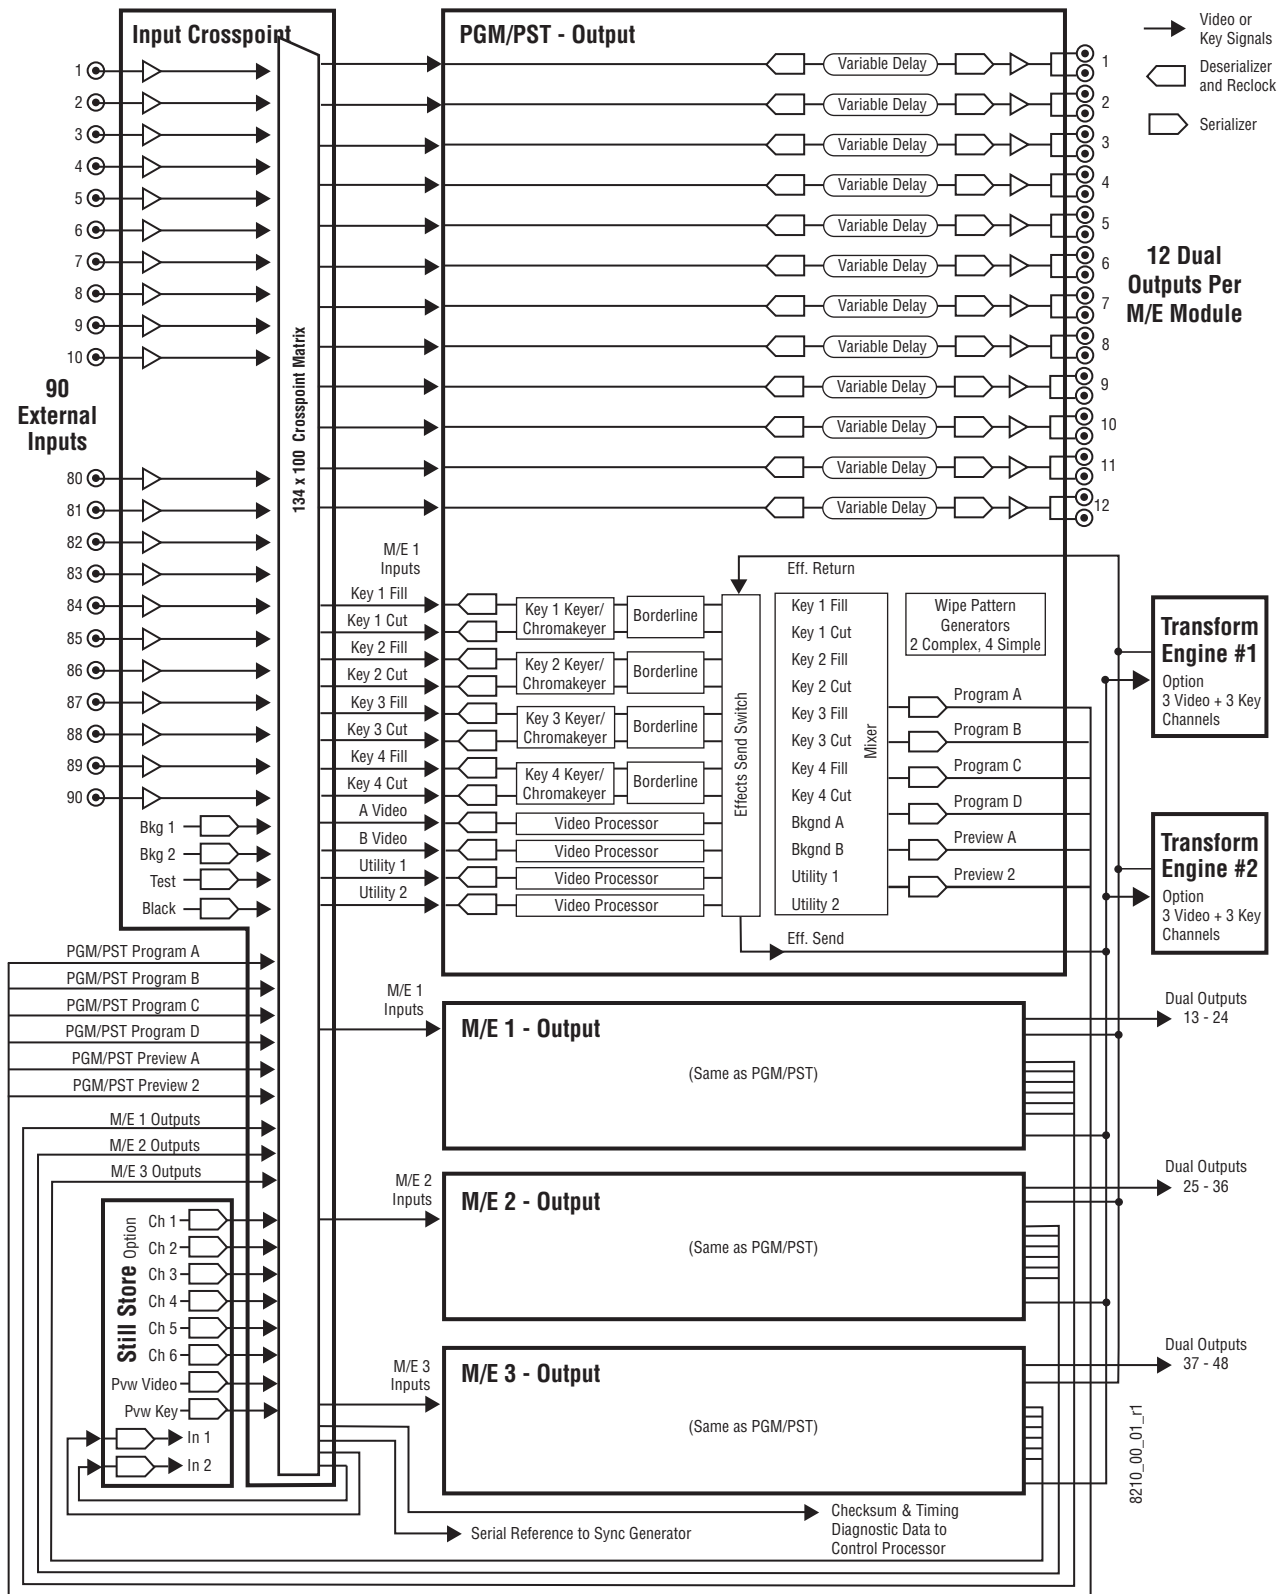 Input Crosspoint
PGM/PST - Output
Video or
Key Signals
Deserializer
and Reclock
Serializer
1
2
3
4
5
6
7
8
9
10
90
External
Inputs
80
81
82
83
84
85
86
87
88
89
90
Bkg 1
Bkg 2
Test
Black
134 x 100 Crosspoint Matrix
Variable Delay
1
Variable Delay
2
Variable Delay
3
Variable Delay
4
Variable Delay
5
Variable Delay
6
Variable Delay
7
Variable Delay
8
Variable Delay
9
Variable Delay
10
Variable Delay
11
Variable Delay
12
12 Dual
Outputs Per
M/E Module
M/E 1
Inputs
Key 1 Fill
Key 1 Cut
Key 2 Fill
Key 2 Cut
Key 3 Fill
Key 3 Cut
Key 4 Fill
Key 4 Cut
A Video
B Video
Utility 1
Utility 2
Key 1 Keyer/
Chromakeyer
Borderline
Key 2 Keyer/
Chromakeyer
Borderline
Key 3 Keyer/
Chromakeyer
Borderline
Key 4 Keyer/
Chromakeyer
Borderline
Video Processor
Video Processor
Video Processor
Video Processor
Effects Send Switch
Eff. Return
Key 1 Fill
Key 1 Cut
Key 2 Fill
Key 2 Cut
Key 3 Fill
Key 3 Cut
Key 4 Fill
Key 4 Cut
Bkgnd A
Bkgnd B
Utility 1
Utility 2
Mixer
Wipe Pattern
Generators
2 Complex, 4 Simple
Program A
Program B
Program C
Program D
Preview A
Preview 2
Eff. Send
Transform
Engine #1
Option
3 Video + 3 Key
Channels
Transform
Engine #2
Option
3 Video + 3 Key
Channels
PGM/PST Program A
PGM/PST Program B
PGM/PST Program C
PGM/PST Program D
PGM/PST Preview A
PGM/PST Preview 2
M/E 1 Outputs
M/E 2 Outputs
M/E 3 Outputs
Still Store Option
Ch 1
Ch 2
Ch 3
Ch 4
Ch 5
Ch 6
Pvw Video
Pvw Key
In 1
In 2
M/E 1
Inputs
M/E 1 - Output
(Same as PGM/PST)
Dual Outputs
13 - 24
M/E 2
Inputs
M/E 2 - Output
(Same as PGM/PST)
Dual Outputs
25 - 36
M/E 3
Inputs
M/E 3 - Output
(Same as PGM/PST)
Dual Outputs
37 - 48
8210_00_01_r1
Serial Reference to Sync Generator
Checksum & Timing
Diagnostic Data to
Control Processor